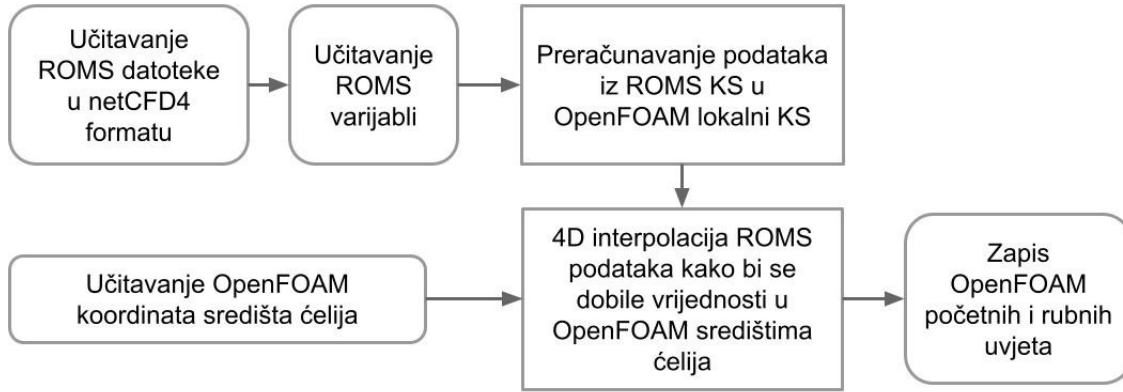 Učitavanje
ROMS datoteke
u netCFD4
formatu
Učitavanje
ROMS
varijabli
Preračunavanje podataka
iz ROMS KS u
OpenFOAM lokalni KS
Učitavanje OpenFOAM
koordinata središta ćelija
4D interpolacija ROMS
podataka kako bi se
dobile vrijednosti u
OpenFOAM središtima
ćelija
Zapis
OpenFOAM
početnih i rubnih
uvjeta